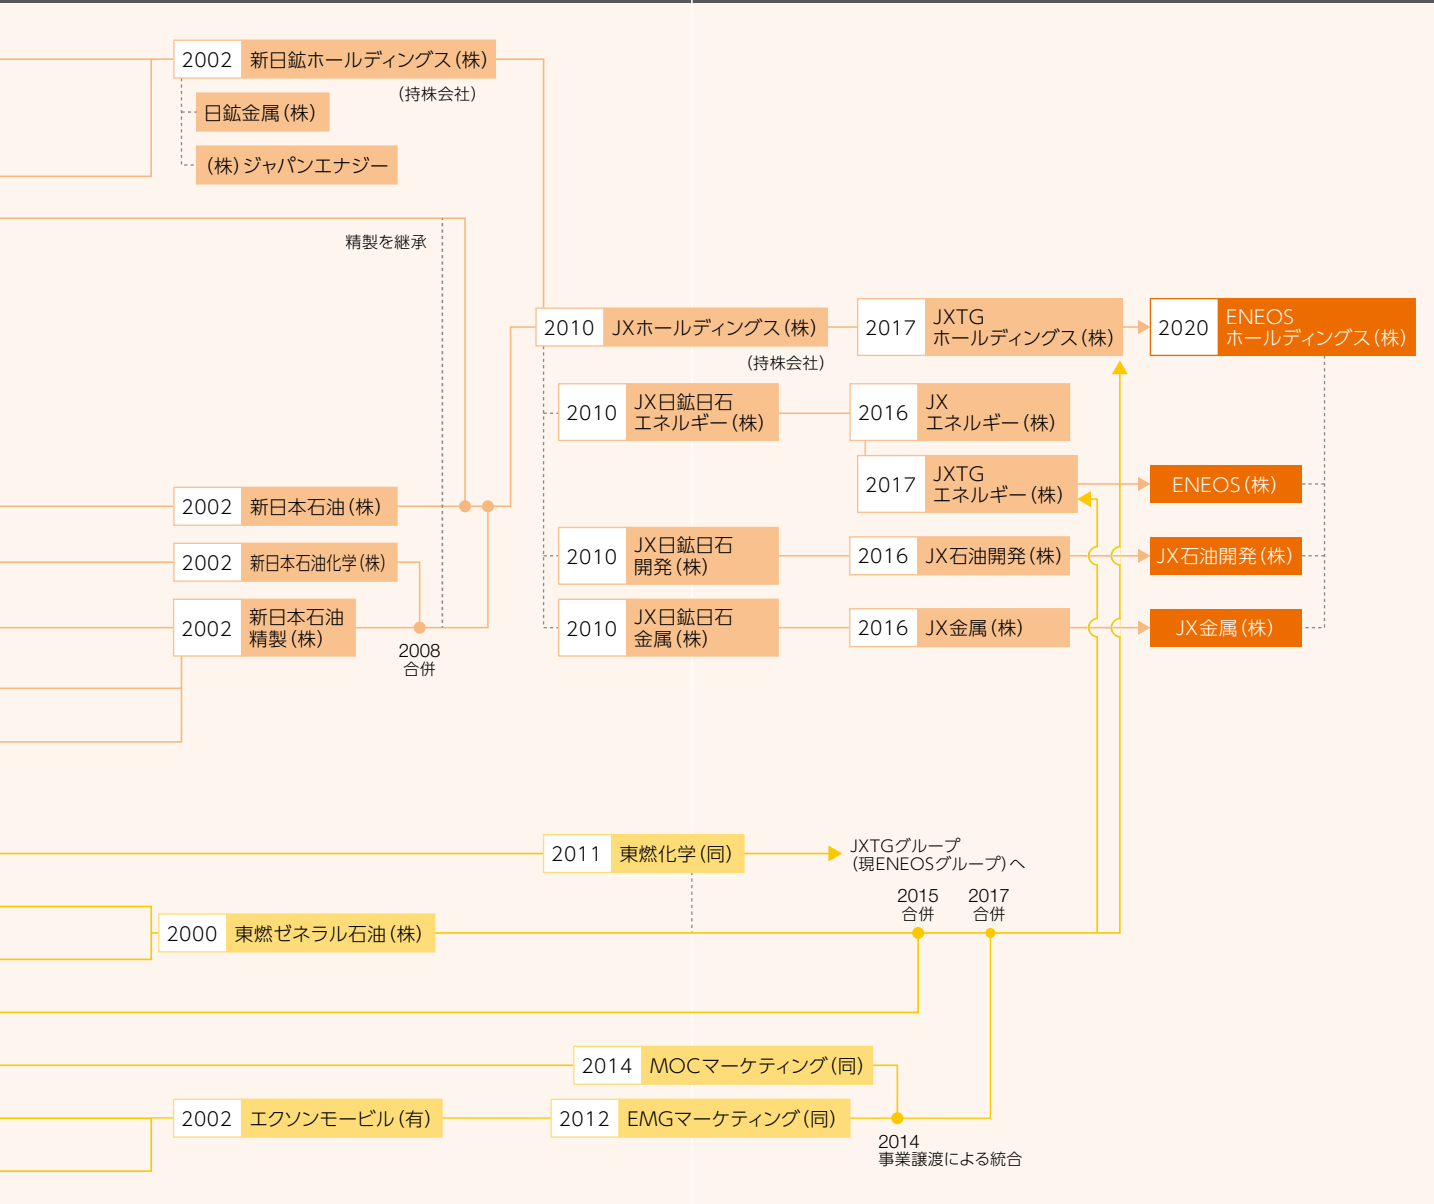 2002 新日鉱ホールディングス(株)
(持株会社)
日鉱金属(株)
(株)ジャパンエナジー
精製を継承
2010 JXホールディングス(株)
(持株会社)
2017 JXTG
ホールディングス(株)
2020 ENEOS
ホールディングス(株)
2010 JX日鉱日石
エネルギー(株)
2016 JX
エネルギー(株)
2017 JXTG
エネルギー(株)
ENEOS(株)
2002 新日本石油(株)
2002 新日本石油化学(株)
2010 JX日鉱日石
開発(株)
2016 JX石油開発(株)
JX石油開発(株)
2002 新日本石油
精製(株)
2008
合併
2010 JX日鉱日石
金属(株)
2016 JX金属(株)
JX金属(株)
2011 東燃化学(同)
JXTGグループ
(現ENEOSグループ)へ
2015
合併
2017
合併
2000 東燃ゼネラル石油(株)
2014 MOCマーケティング(同)
2002 エクソンモービル(有)
2012 EMGマーケティング(同)
2014
事業譲渡による統合